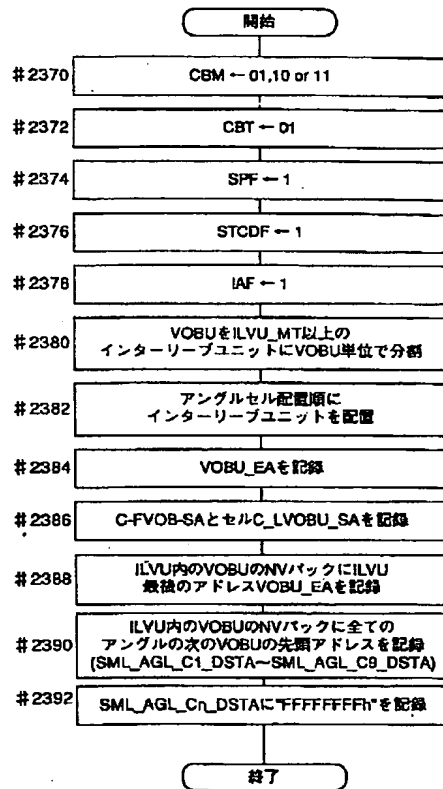 開始
#2370
CBM ← 01,10 or 11
#2372
CBT ← 01
#2374
SPF ← 1
#2376
STCDF ← 1
#2378
IAF ← 1
#2380
VOBUをILVU_MT以上の
インターリーブユニットにVOBU単位で分割
#2382
アングルセル配置順に
インターリーブユニットを配置
#2384
VOBU_EAを記録
#2386
C-FVOB-SAとセルC_LVOBU_SAを記録
#2388
ILVU内のVOBUのNVパックにILVU
最後のアドレスVOBU_EAを記録
#2390
ILVU内のVOBUのNVパックに全ての
アングルの次のVOBUの先頭アドレスを記録
(SML_AGL_C1_DSTA～SML_AGL_C9_DSTA)
#2392
SML_AGL_Cn_DSTAに"FFFFFFFFh"を記録
終了